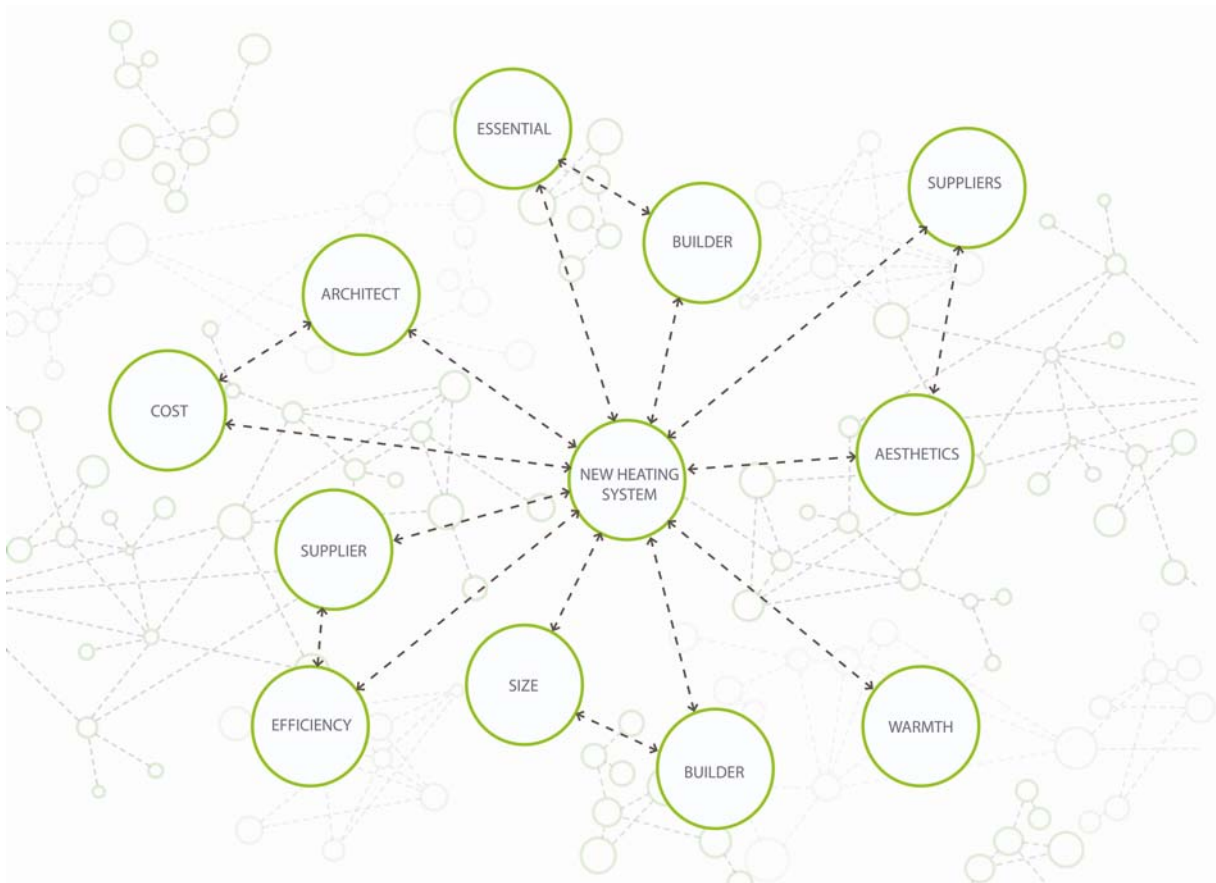 ESSENTIAL
SUPPLIERS
BUILDER
ARCHITECT
COST
AESTHETICS
NEW HEATING
SYSTEM
SUPPLIER
SIZE
EFFICIENCY
WARMTH
BUILDER